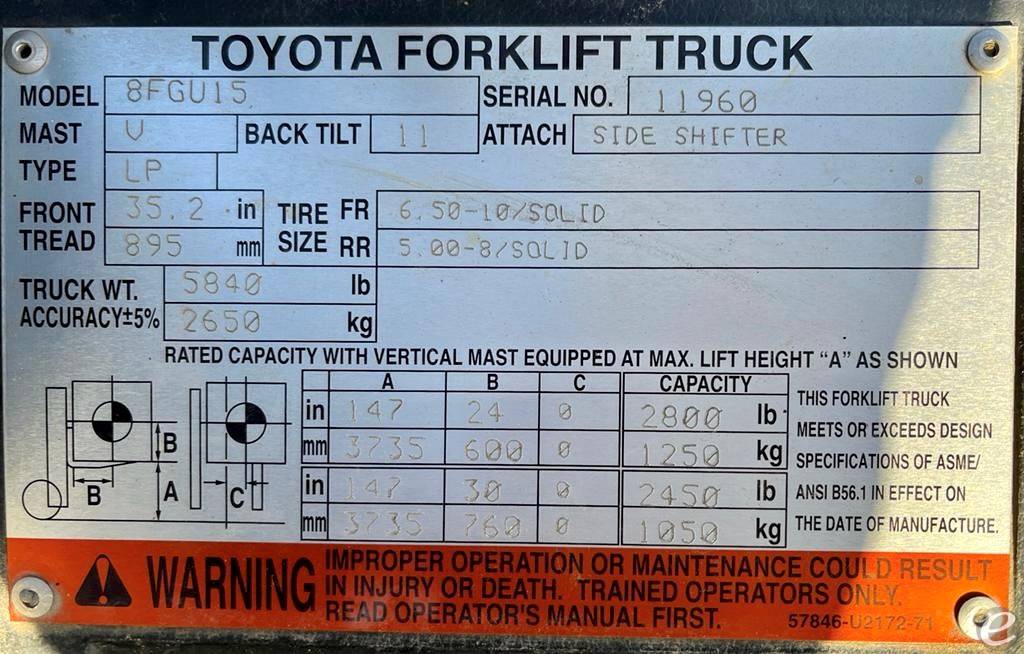 TOYOTA FORKLIFT TRUCK
MODEL 8FGU15 SERIAL NO. 11960
MAST V BACK TILT 11 ATTACH SIDE SHIFTER
TYPE LP
FRONT TREAD 35.2 in TIRE SIZE FR 6.50-10/SOLID
895 mm RR 5.00-8/SOLID
TRUCK WT. 5840 lb
ACCURACY±5% 2650 kg
RATED CAPACITY WITH VERTICAL MAST EQUIPPED AT MAX. LIFT HEIGHT “A” AS SHOWN
A B C CAPACITY
in 147 24 0 2800 lb
mm 3735 600 0 1250 kg
in 147 30 0 2450 lb
mm 3735 760 0 1050 kg
B
B A C
THIS FORKLIFT TRUCK
MEETS OR EXCEEDS DESIGN
SPECIFICATIONS OF ASME/
ANSI B56.1 IN EFFECT ON
THE DATE OF MANUFACTURE.
WARNING
IMPROPER OPERATION OR MAINTENANCE COULD RESULT
IN INJURY OR DEATH. TRAINED OPERATORS ONLY.
READ OPERATOR'S MANUAL FIRST.
57846-U2172-71
e